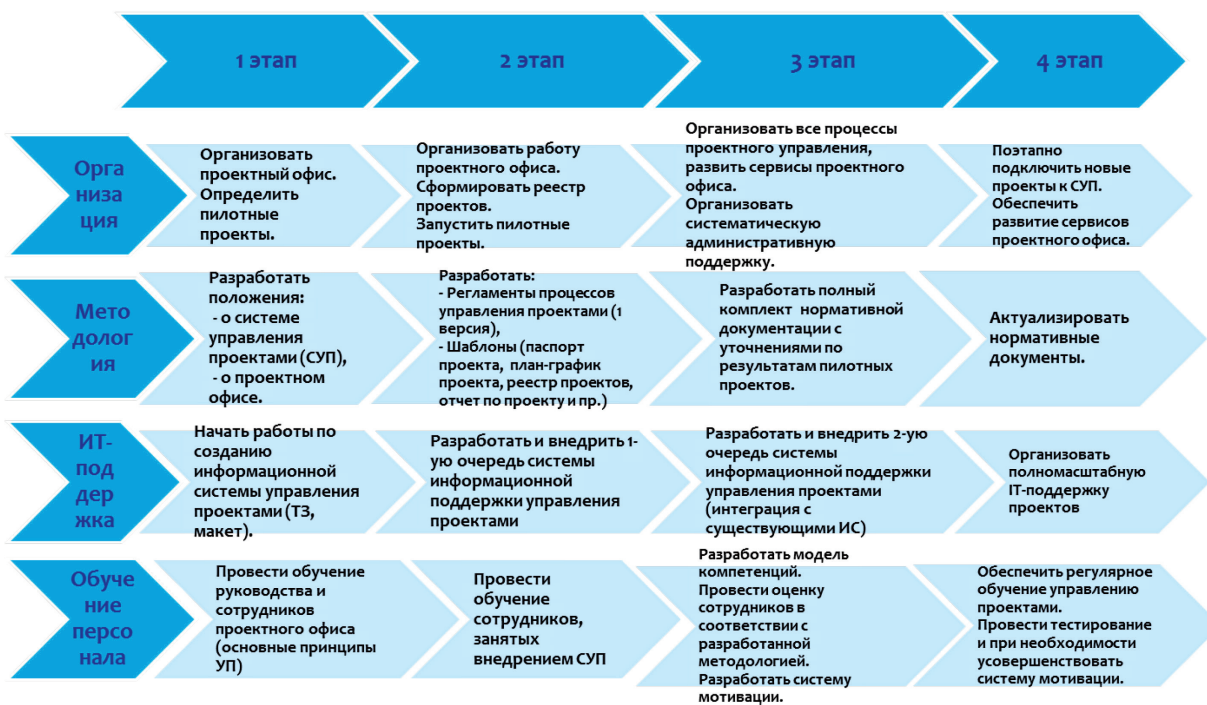 1 этап
2 этап
3 этап
4 этап
Орга
низа
ция
Организовать
проектный офис.
Определить
пилотные
проекты.
Организовать работу
проектного офиса.
Сформировать реестр
проектов.
Запустить пилотные
проекты.
Организовать все процессы
проектного управления,
развить сервисы проектного
офиса.
Организовать
систематическую
административную
поддержку.
Поэтапно
подключить новые
проекты к СУП.
Обеспечить
развитие сервисов
проектного офиса.
Мето
долог
ия
Разработать
положения:
- о системе
управления
проектами (СУП),
- о проектном
офисе.
Разработать:
- Регламенты процессов
управления проектами (1
версия),
- Шаблоны (паспорт
проекта, план-график
проекта, реестр проектов,
отчет по проекту и пр.)
Разработать полный
комплект нормативной
документации с
уточнениями по
результатам пилотных
проектов.
Актуализировать
нормативные
документы.
ИТ-
под
дер
жка
Начать работы по
созданию
информационной
системы управления
проектами (ТЗ,
макет).
Разработать и внедрить 1-
ую очередь системы
информационной
поддержки управления
проектами
Разработать и внедрить 2-ую
очередь системы
информационной поддержки
управления проектами
(интеграция с
существующими ИС)
Организовать
полномасштабную
IT-поддержку
проектов
Обуче
ние
персо
нала
Провести обучение
руководства и
сотрудников
проектного офиса
(основные принципы
УП)
Провести
обучение
сотрудников,
занятых
внедрением СУП
Разработать модель
компетенций.
Провести оценку
сотрудников в
соответствии с
разработанной
методологией.
Разработать систему
мотивации.
Обеспечить регулярное
обучение управлению
проектами.
Провести тестирование
и при необходимости
усовершенствовать
систему мотивации.